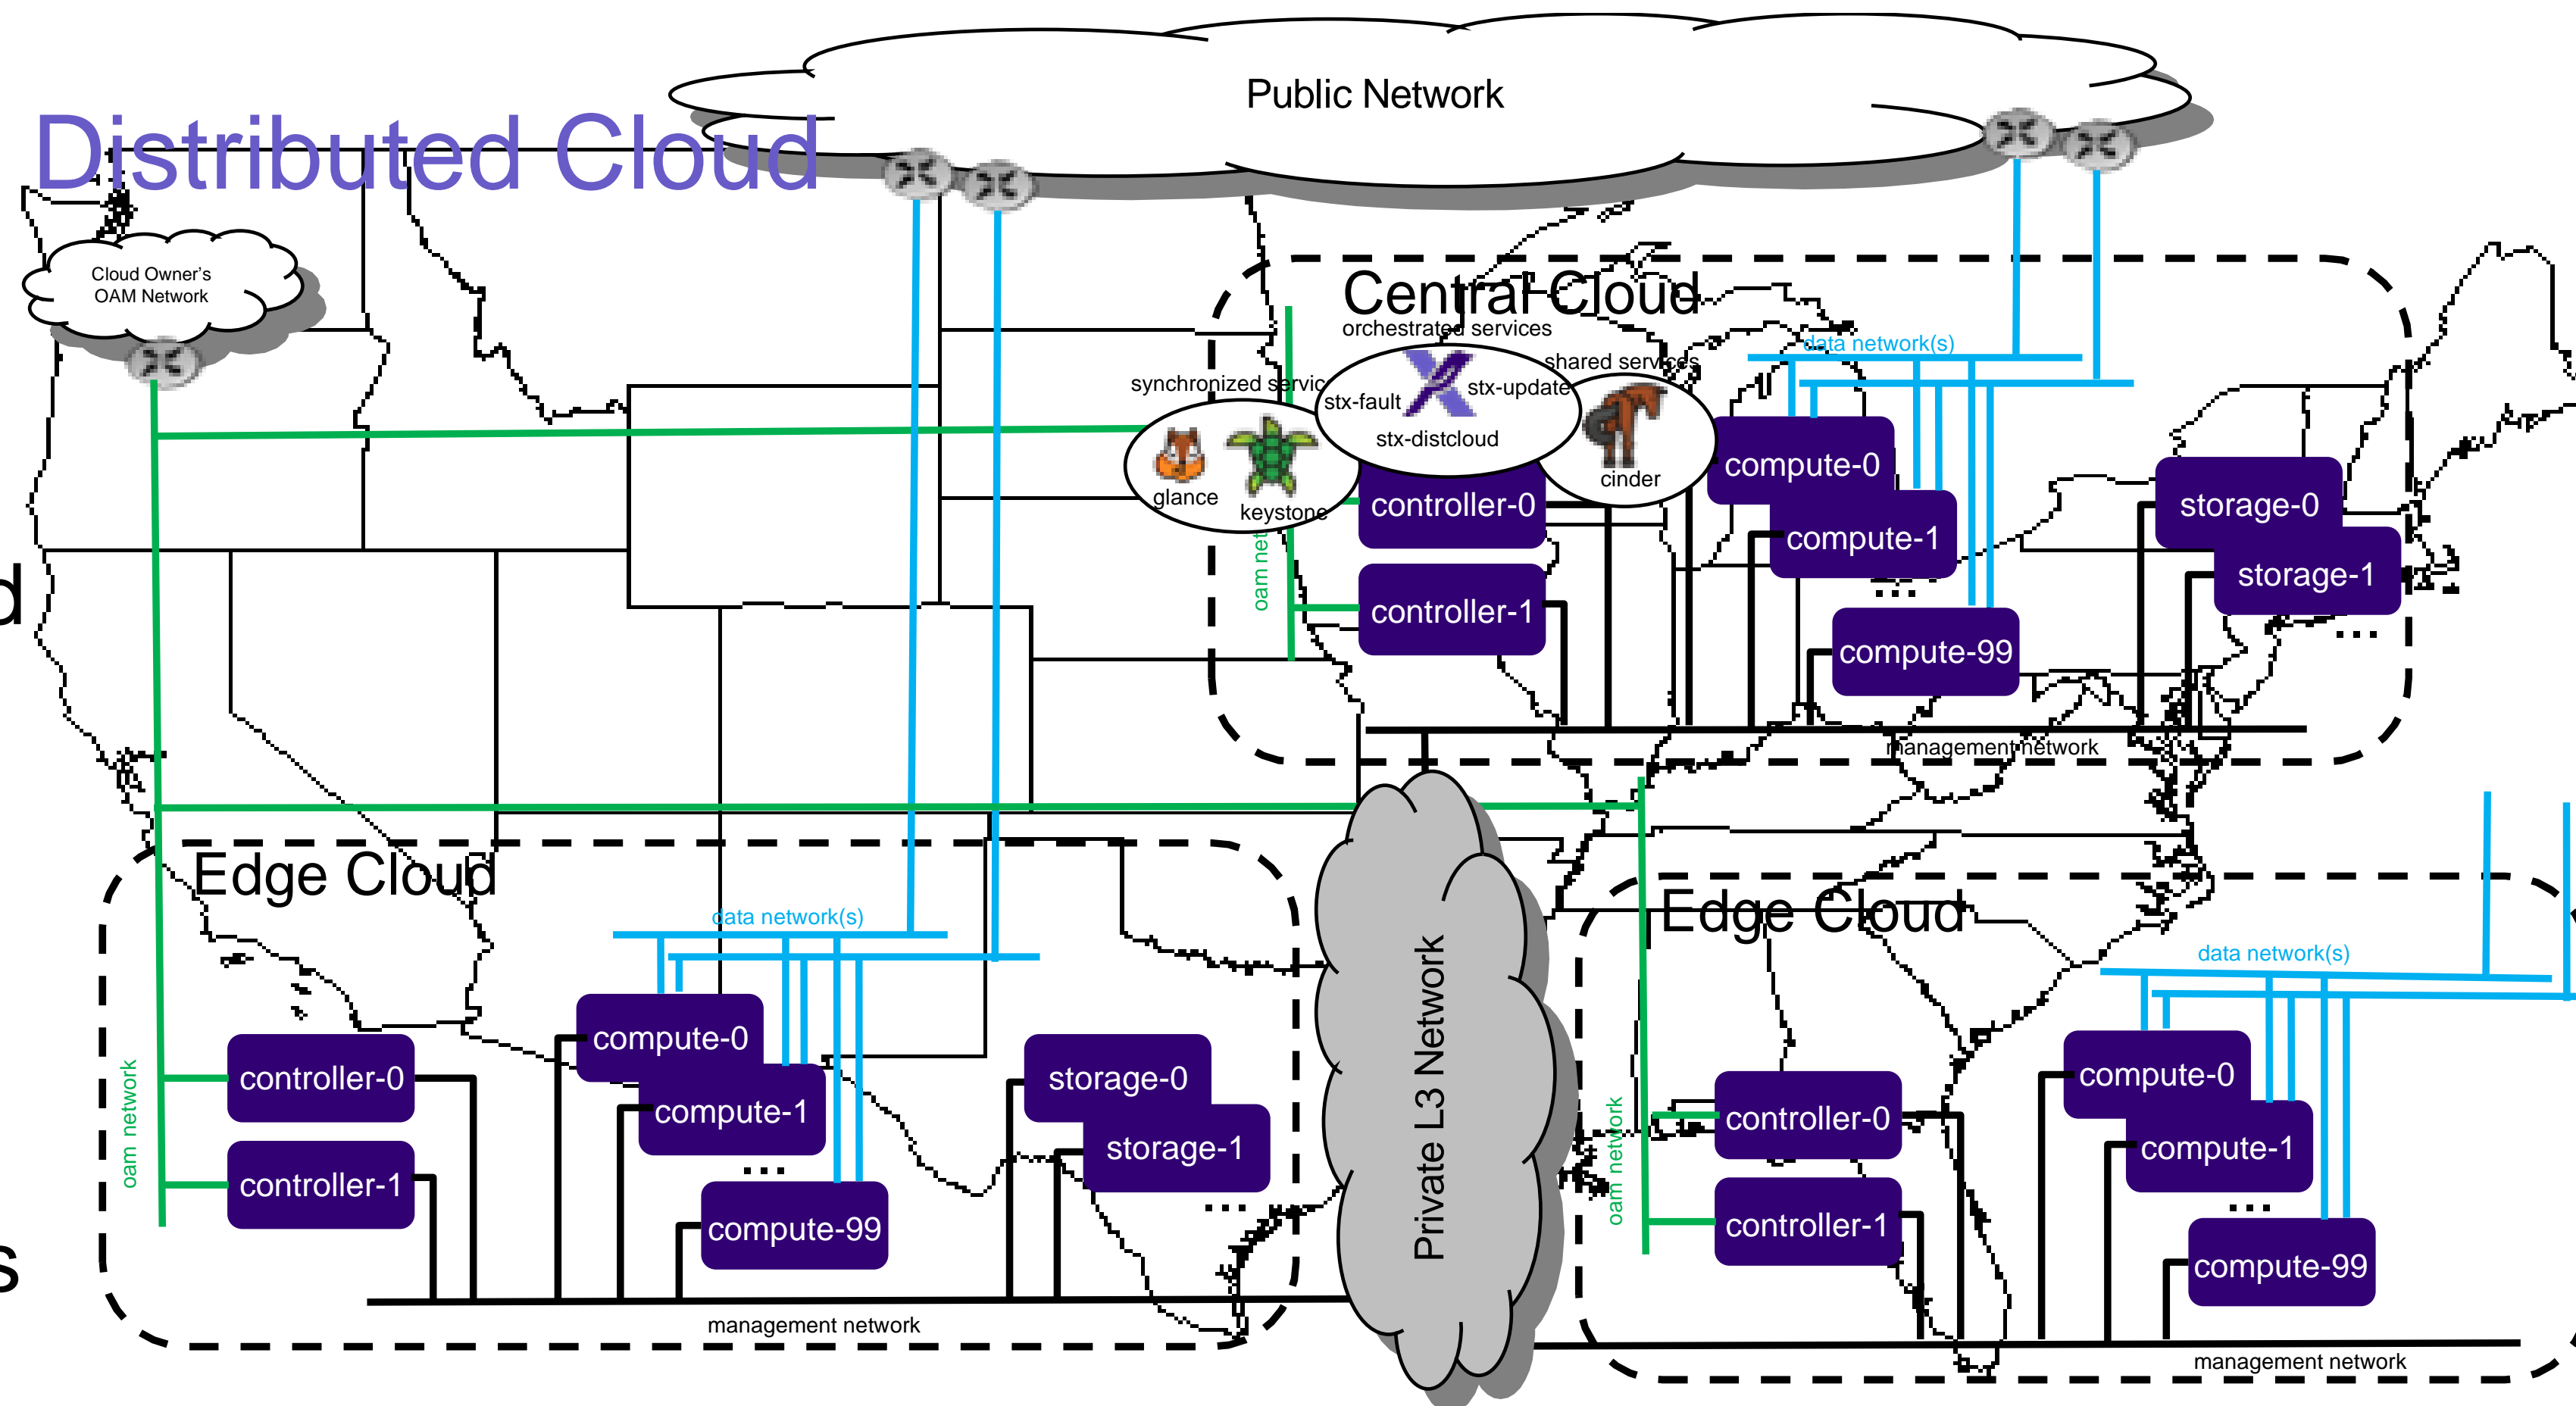 Public Network
Distributed Cloud
Cloud Owner's
OAM Network
Central Cloud
orchestrated services
stx-fault
stx-update
stx-distcloud
shared services
cinder
synchronized servic
glance
keystone
data network(s)
oam net
controller-0
controller-1
compute-0
compute-1
...
compute-99
storage-0
storage-1
...
management network
d
s
Edge Cloud
data network(s)
oam network
controller-0
controller-1
compute-0
compute-1
...
compute-99
storage-0
storage-1
...
management network
Private L3 Network
Edge Cloud
data network(s)
oam network
controller-0
controller-1
compute-0
compute-1
...
compute-99
management network